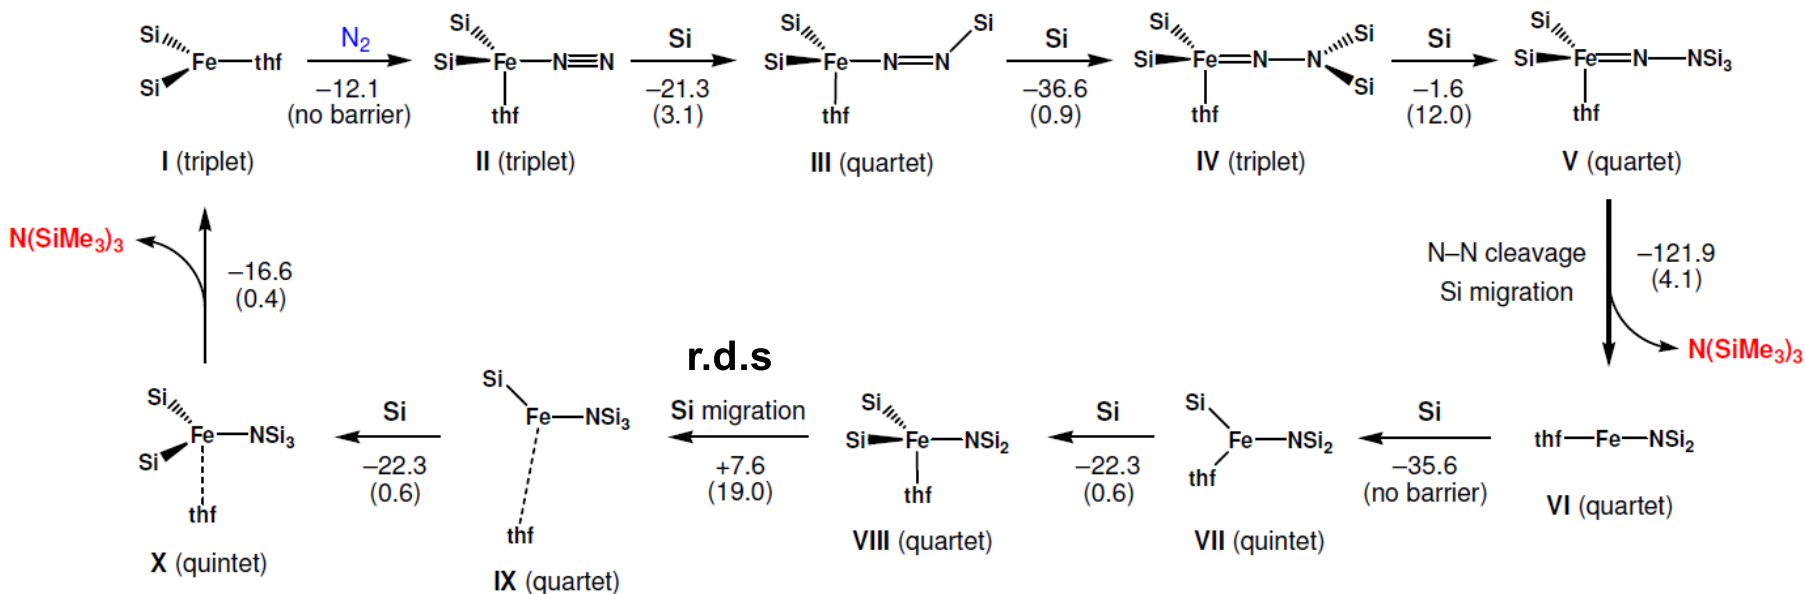 Si Fe thf Si
N2
−12.1
(no barrier)
I (triplet)
Si Si Fe N N thf
II (triplet)
Si
−21.3
(3.1)
Si Si Fe N N Si thf
III (quartet)
Si
−36.6
(0.9)
Si Si Fe N N Si Si thf
IV (triplet)
Si
−1.6
(12.0)
Si Si Fe N NSi3 thf
V (quartet)
N–N cleavage
Si migration
−121.9
(4.1)
N(SiMe3)3
thf Fe NSi2
VI (quartet)
Si
−35.6
(no barrier)
Si Fe NSi2 thf
VII (quintet)
Si
−22.3
(0.6)
Si Si Fe NSi2 thf
VIII (quartet)
r.d.s
Si migration
+7.6
(19.0)
Si Fe NSi3 thf
IX (quartet)
Si
−22.3
(0.6)
Si Si Fe NSi3 thf
X (quintet)
−16.6
(0.4)
N(SiMe3)3